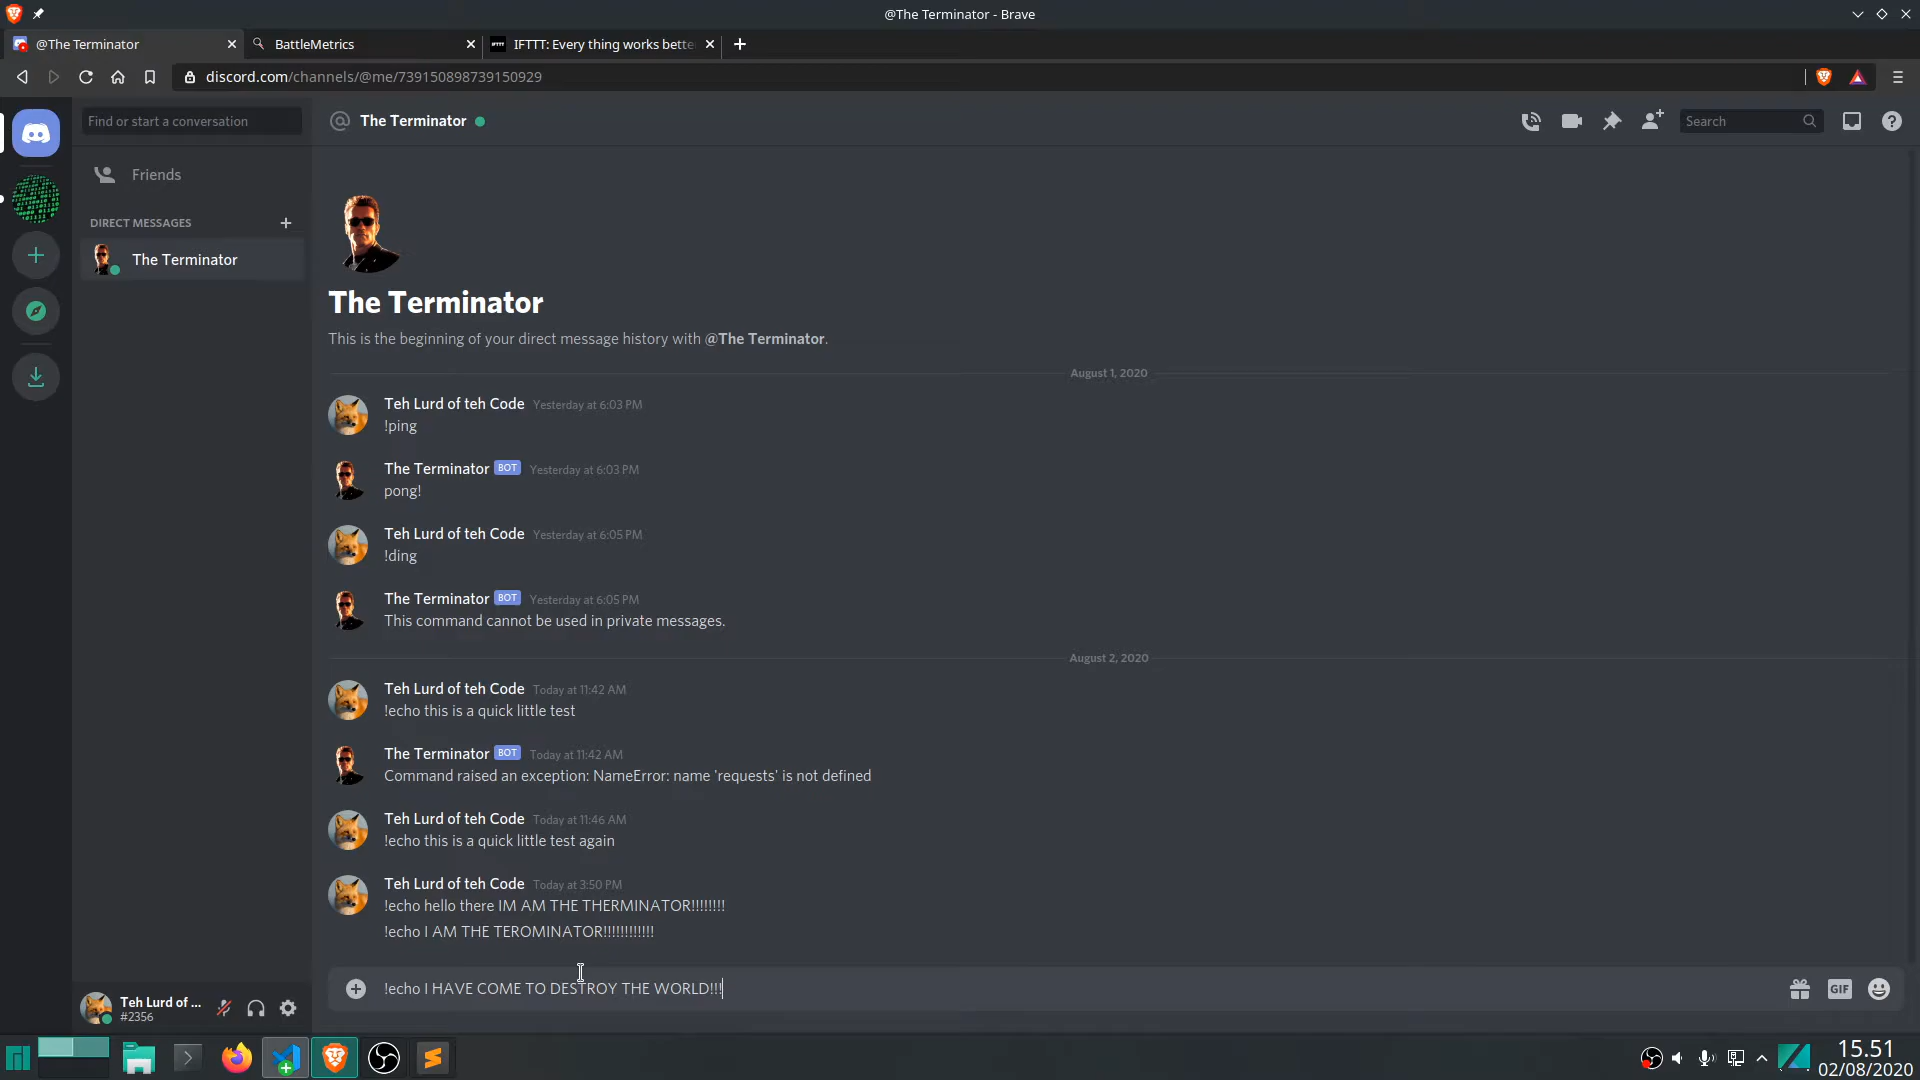 @The Terminator - Brave
@The Terminator
BattleMetrics
IFTTT: Every thing works bette
discord.com/channels/@me/739150898739150929
Find or start a conversation
The Terminator
Search
Friends
DIRECT MESSAGES
The Terminator
The Terminator
This is the beginning of your direct message history with @The Terminator.
August 1, 2020
Teh Lurd of teh Code Yesterday at 6:03 PM
!ping
The Terminator BOT Yesterday at 6:03 PM
pong!
Teh Lurd of teh Code Yesterday at 6:05 PM
!ding
The Terminator BOT Yesterday at 6:05 PM
This command cannot be used in private messages.
August 2, 2020
Teh Lurd of teh Code Today at 11:42 AM
!echo this is a quick little test
The Terminator BOT Today at 11:42 AM
Command raised an exception: NameError: name 'requests' is not defined
Teh Lurd of teh Code Today at 11:46 AM
!echo this is a quick little test again
Teh Lurd of teh Code Today at 3:50 PM
!echo hello there IM AM THE THERMINATOR!!!!!!!!
!echo I AM THE TEROMINATOR!!!!!!!!!!!!
!echo I HAVE COME TO DESTROY THE WORLD!!!
GIF
Teh Lurd of ...
#2356
15.51
02/08/2020